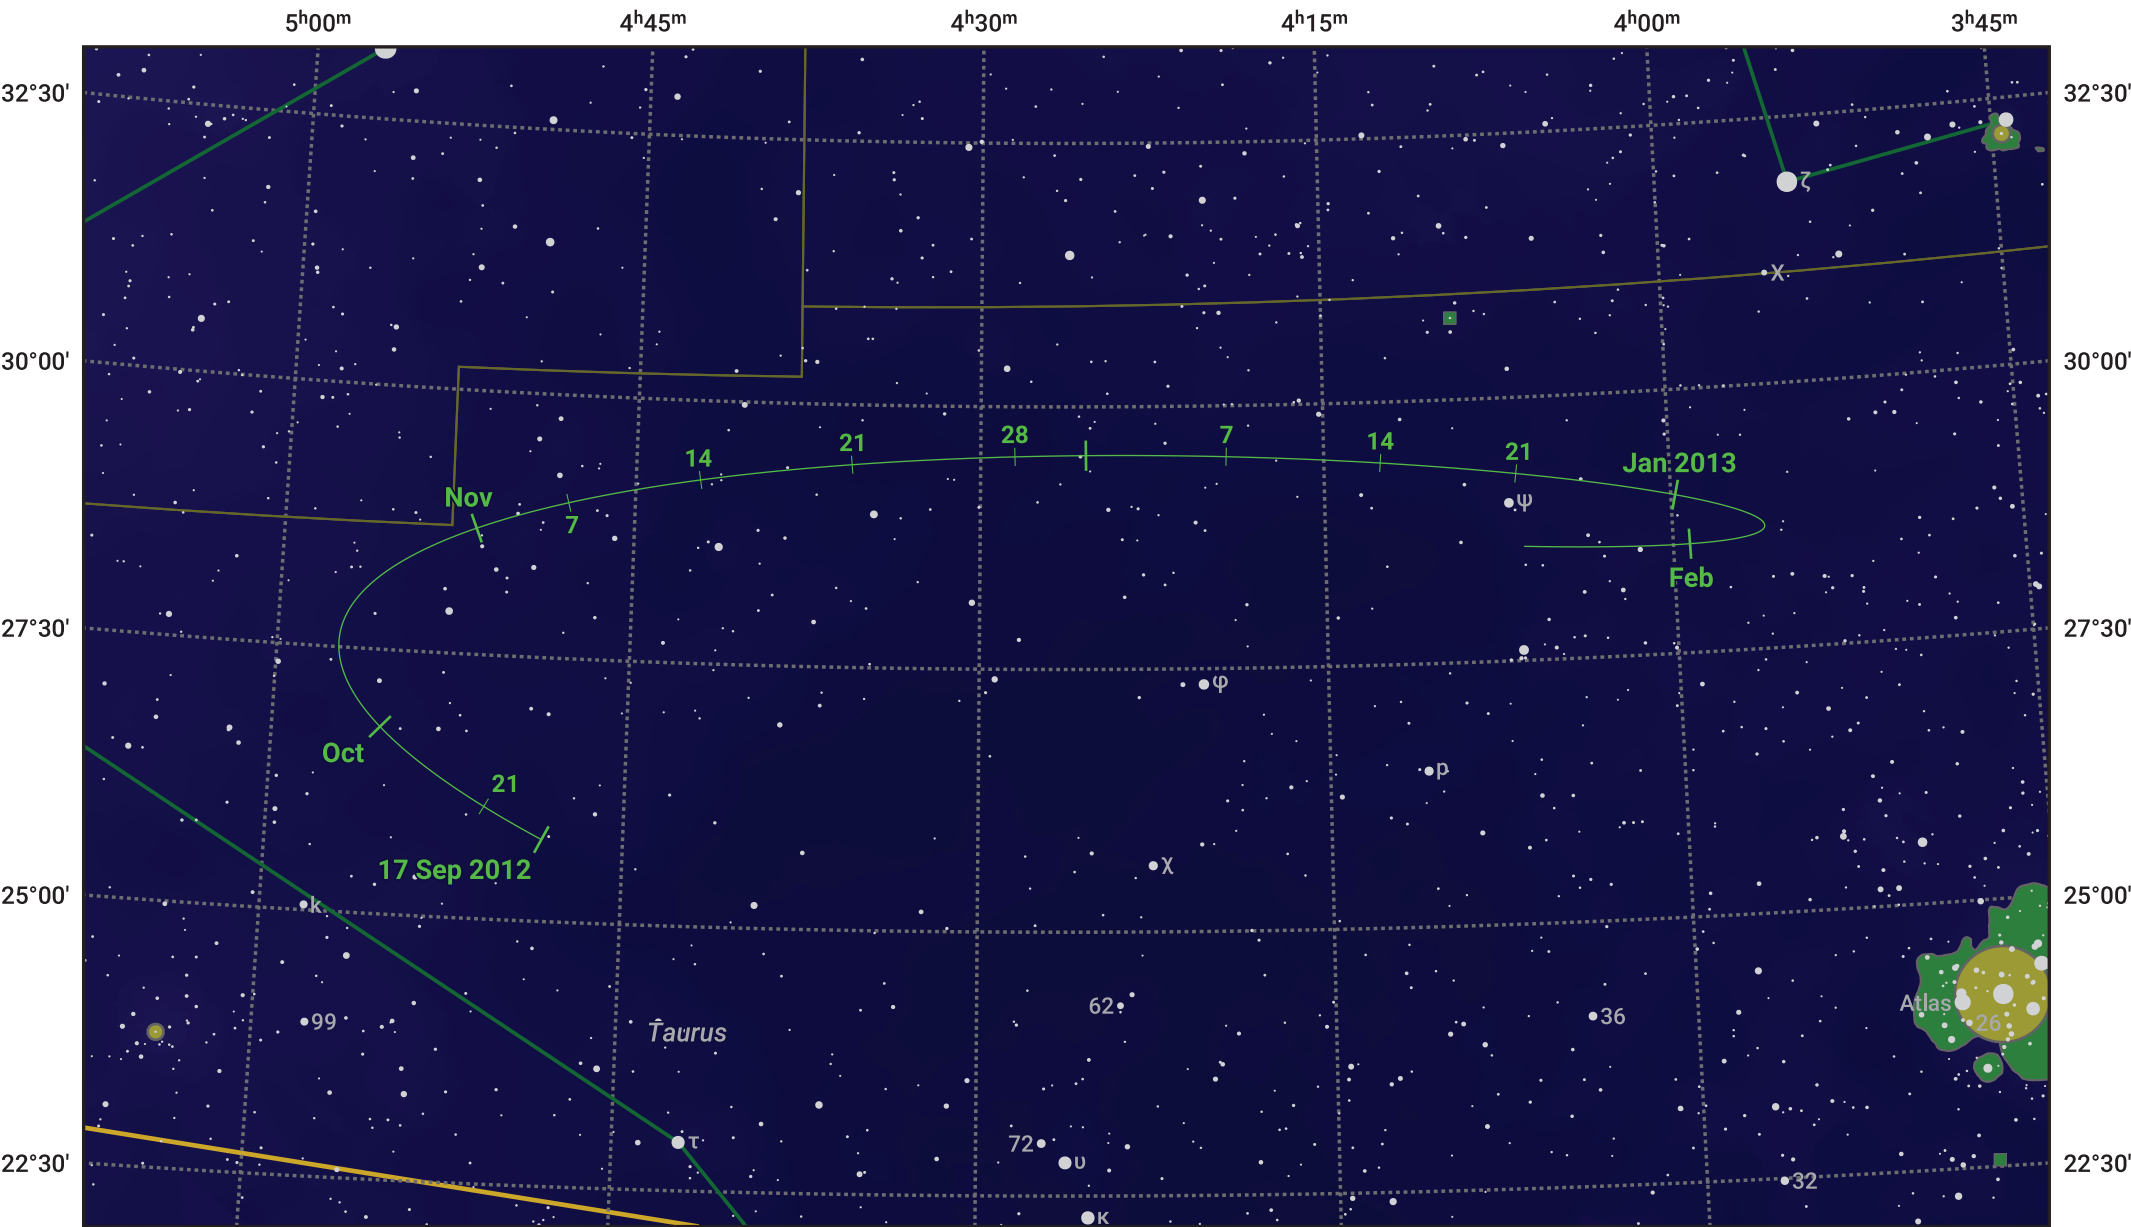 5ʰ00ᵐ 4ʰ45ᵐ 4ʰ30ᵐ 4ʰ15ᵐ 4ʰ00ᵐ 3ʰ45ᵐ
32°30' 32°30'
ζ
χ
30°00' 30°00'
14 21 28 7 14 21 Jan 2013
Nov 7 ψ
Feb
27°30' 27°30'
φ
Oct 21 p
17 Sep 2012 χ
25°00' 25°00'
k
99 62 36 Atlas 26
Taurus
τ 72 υ
22°30' 22°30'
32
κ